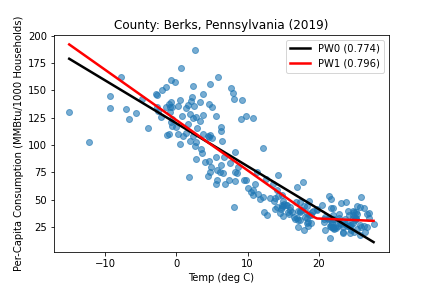 County: Berks, Pennsylvania (2019)
Per-Capita Consumption (MMBtu/1000 Households)
200
175
150
125
100
75
50
25
PW0 (0.774)
PW1 (0.796)
−10
0
10
20
Temp (deg C)